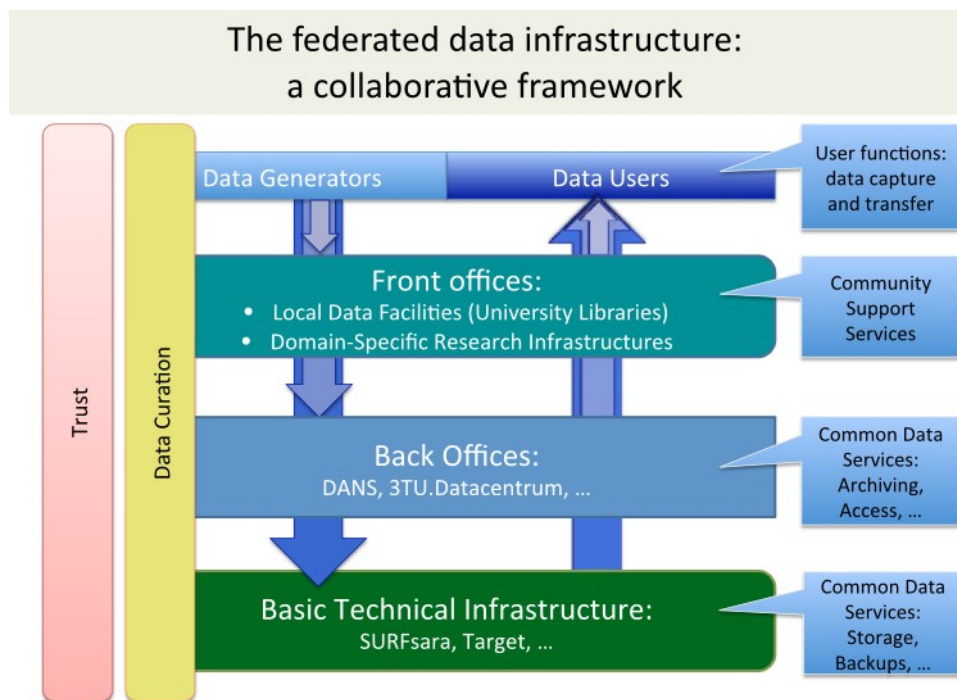 The federated data infrastructure:
a collaborative framework
Trust
Data Curation
Data Generators
Data Users
User functions:
data capture
and transfer
Front offices:
• Local Data Facilities (University Libraries)
• Domain-Specific Research Infrastructures
Community
Support
Services
Back Offices:
DANS, 3TU.Datacentrum, ...
Common Data
Services:
Archiving,
Access, ...
Basic Technical Infrastructure:
SURFsara, Target, ...
Common Data
Services:
Storage,
Backups, ...